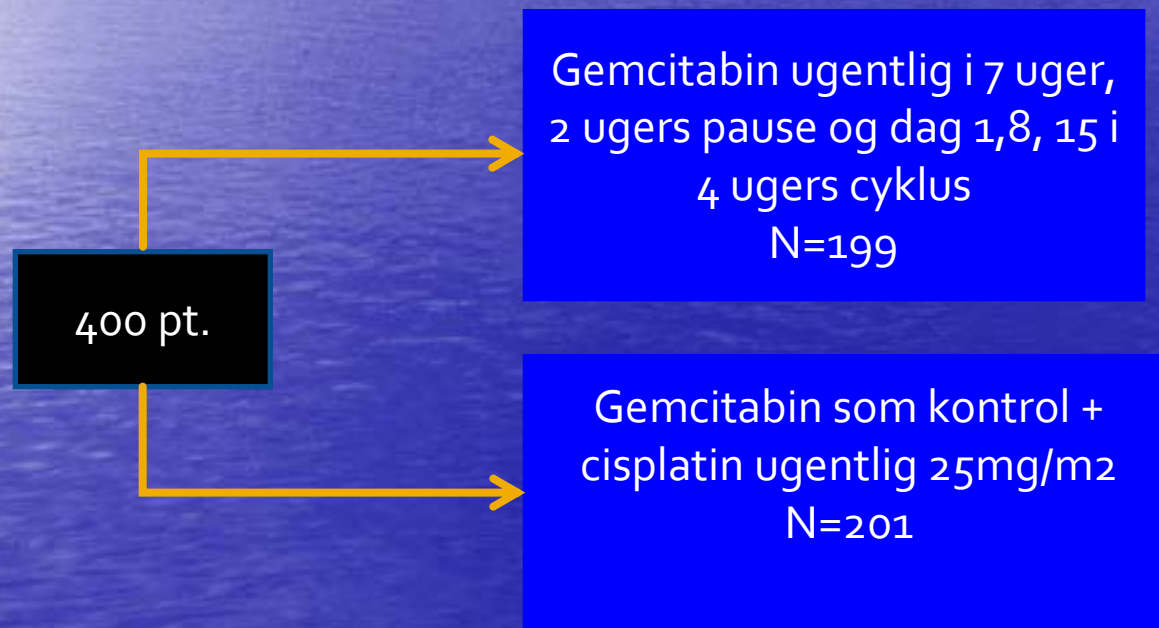 400 pt.
Gemcitabin ugentlig i 7 uger,
2 ugers pause og dag 1,8, 15 i
4 ugers cyklus
N=199
Gemcitabin som kontrol +
cisplatin ugentlig 25mg/m2
N=201